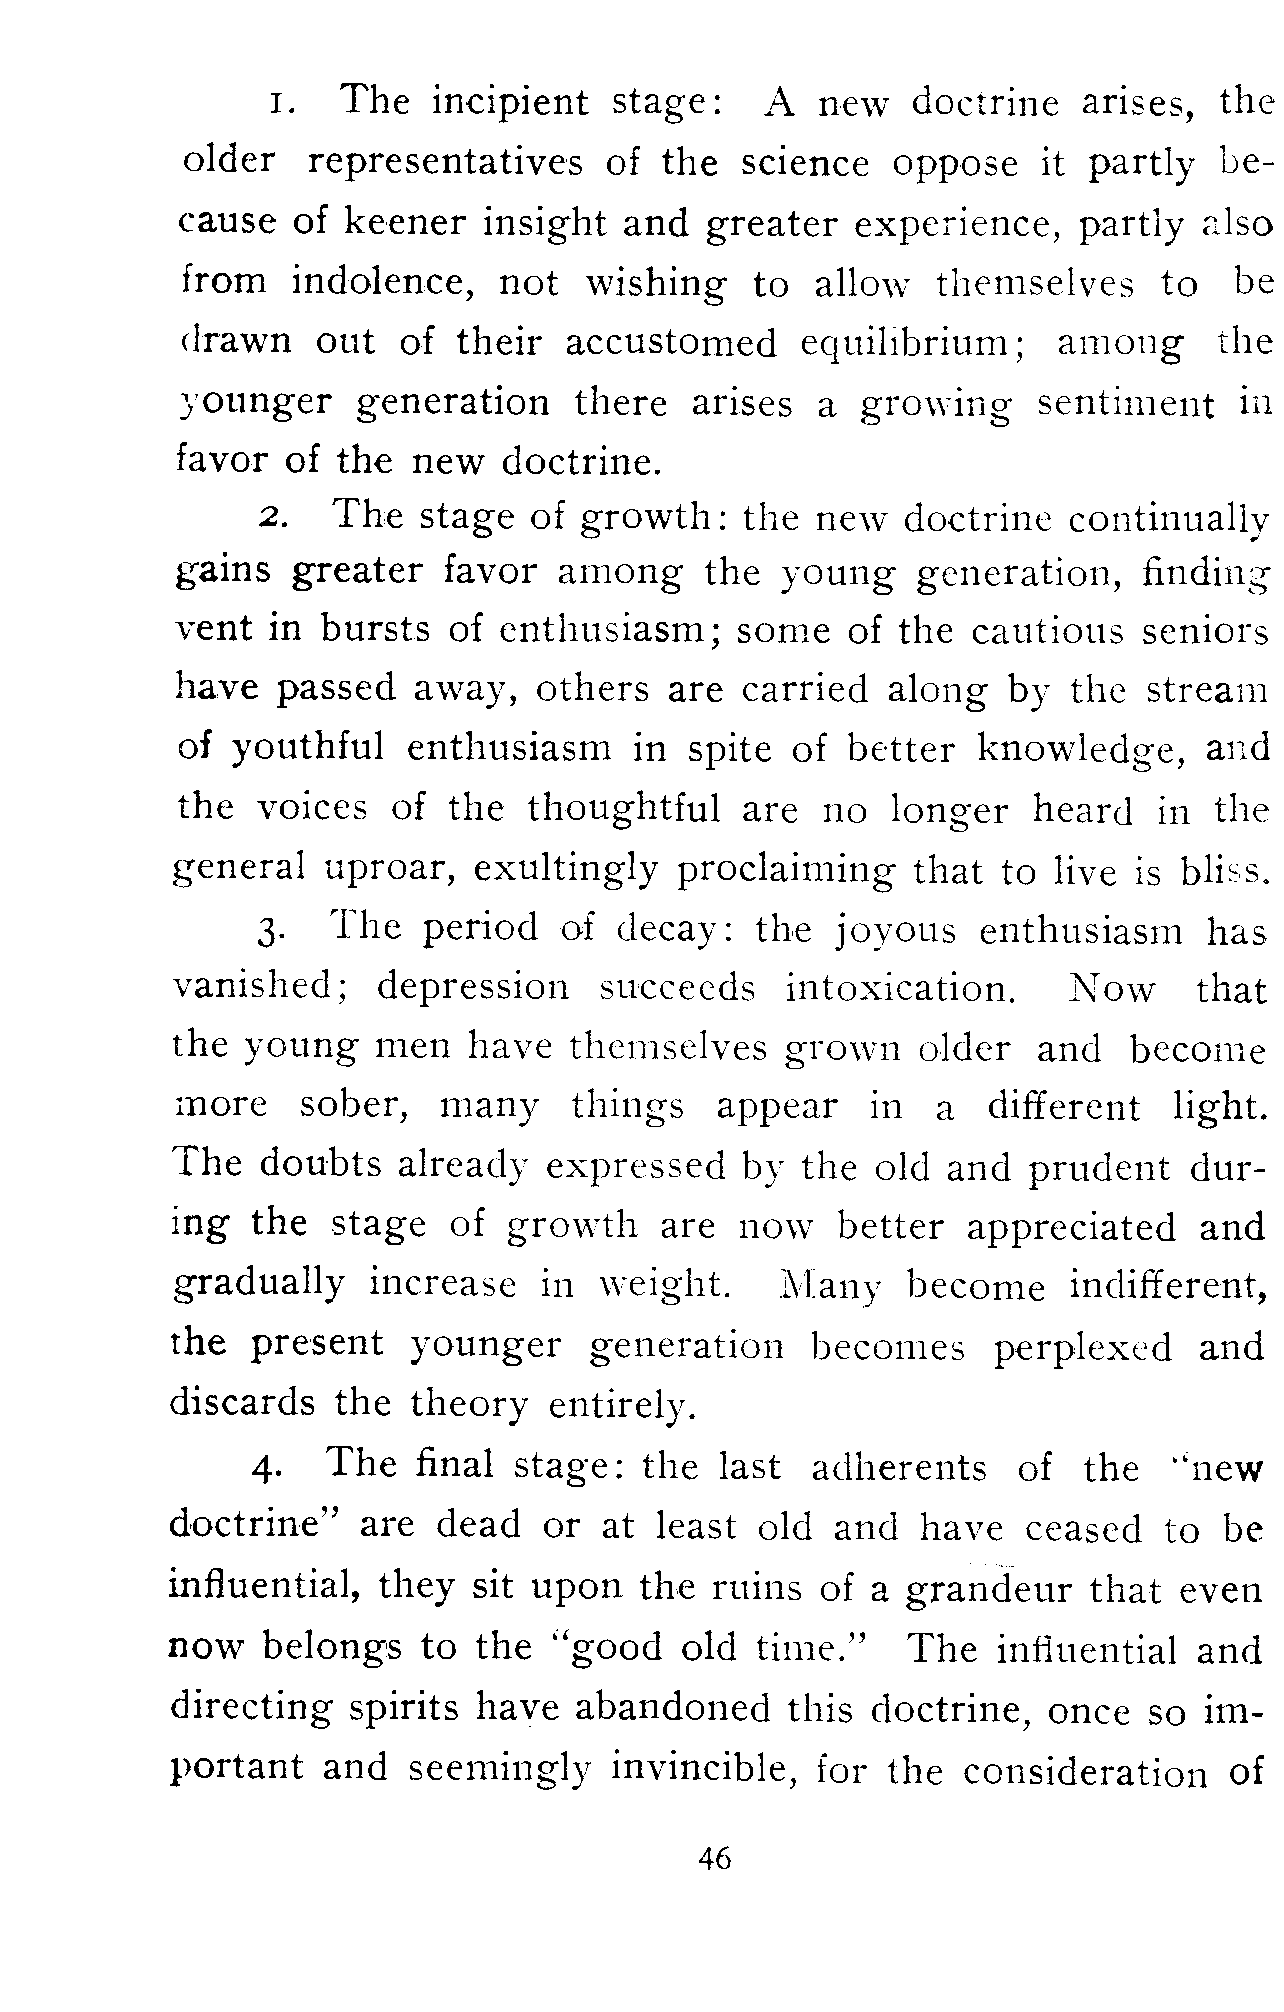 1. The incipient stage: A new doctrine arises, the
older representatives of the science oppose it partly be-
cause of keener insight and greater experience, partly also
from indolence, not wishing to allow themselves to be
drawn out of their accustomed equilibrium; among the
younger generation there arises a growing sentiment in
favor of the new doctrine.
2. The stage of growth: the new doctrine continually
gains greater favor among the young generation, finding
vent in bursts of enthusiasm; some of the cautious seniors
have passed away, others are carried along by the stream
of youthful enthusiasm in spite of better knowledge, and
the voices of the thoughtful are no longer heard in the
general uproar, exultingly proclaiming that to live is bliss.
3. The period of decay: the joyous enthusiasm has
vanished; depression succeeds intoxication. Now that
the young men have themselves grown older and become
more sober, many things appear in a different light.
The doubts already expressed by the old and prudent dur-
ing the stage of growth are now better appreciated and
gradually increase in weight. Many become indifferent,
the present younger generation becomes perplexed and
discards the theory entirely.
4. The final stage: the last adherents of the "new
doctrine" are dead or at least old and have ceased to be
influential, they sit upon the ruins of a grandeur that even
now belongs to the "good old time." The influential and
directing spirits have abandoned this doctrine, once so im-
portant and seemingly invincible, for the consideration of
46